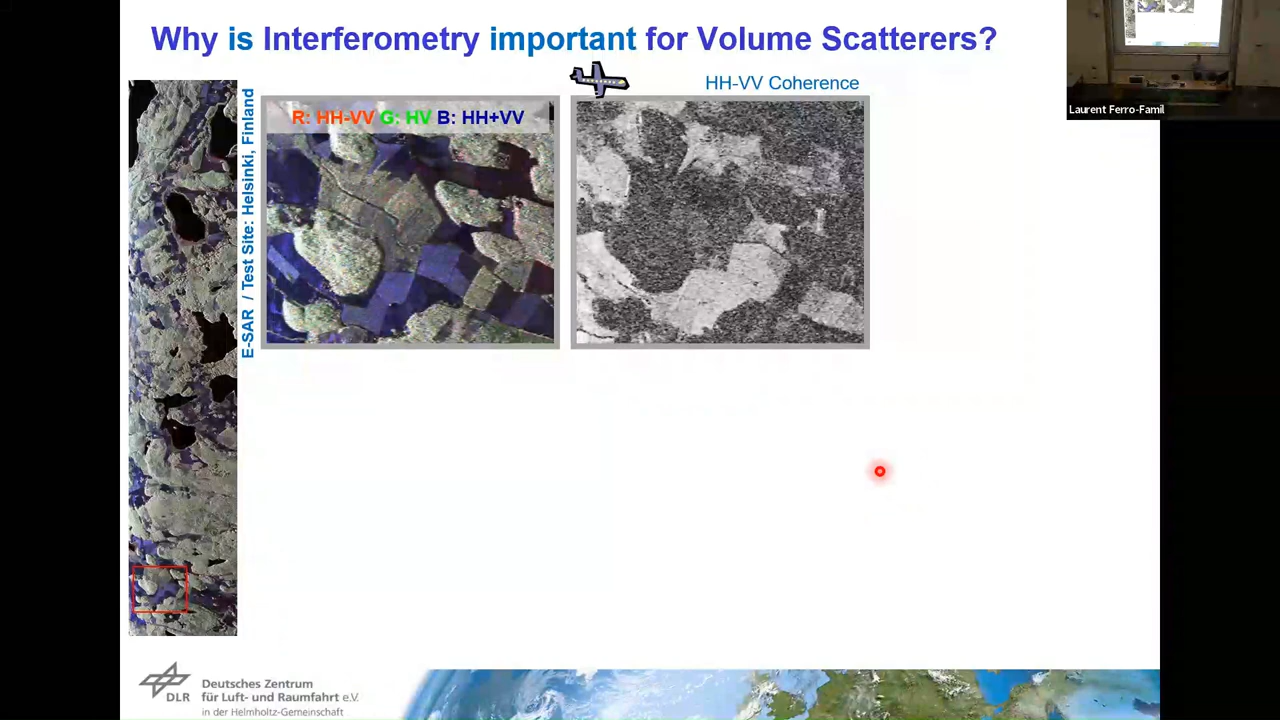 Why is Interferometry important for Volume Scatterers?
HH-VV Coherence
R: HH-VV G: HV B: HH+VV
E-SAR / Test Site: Helsinki, Finland
Laurent Ferro-Famil
DLR
Deutsches Zentrum
für Luft- und Raumfahrt e.V.
in der Helmholtz-Gemeinschaft